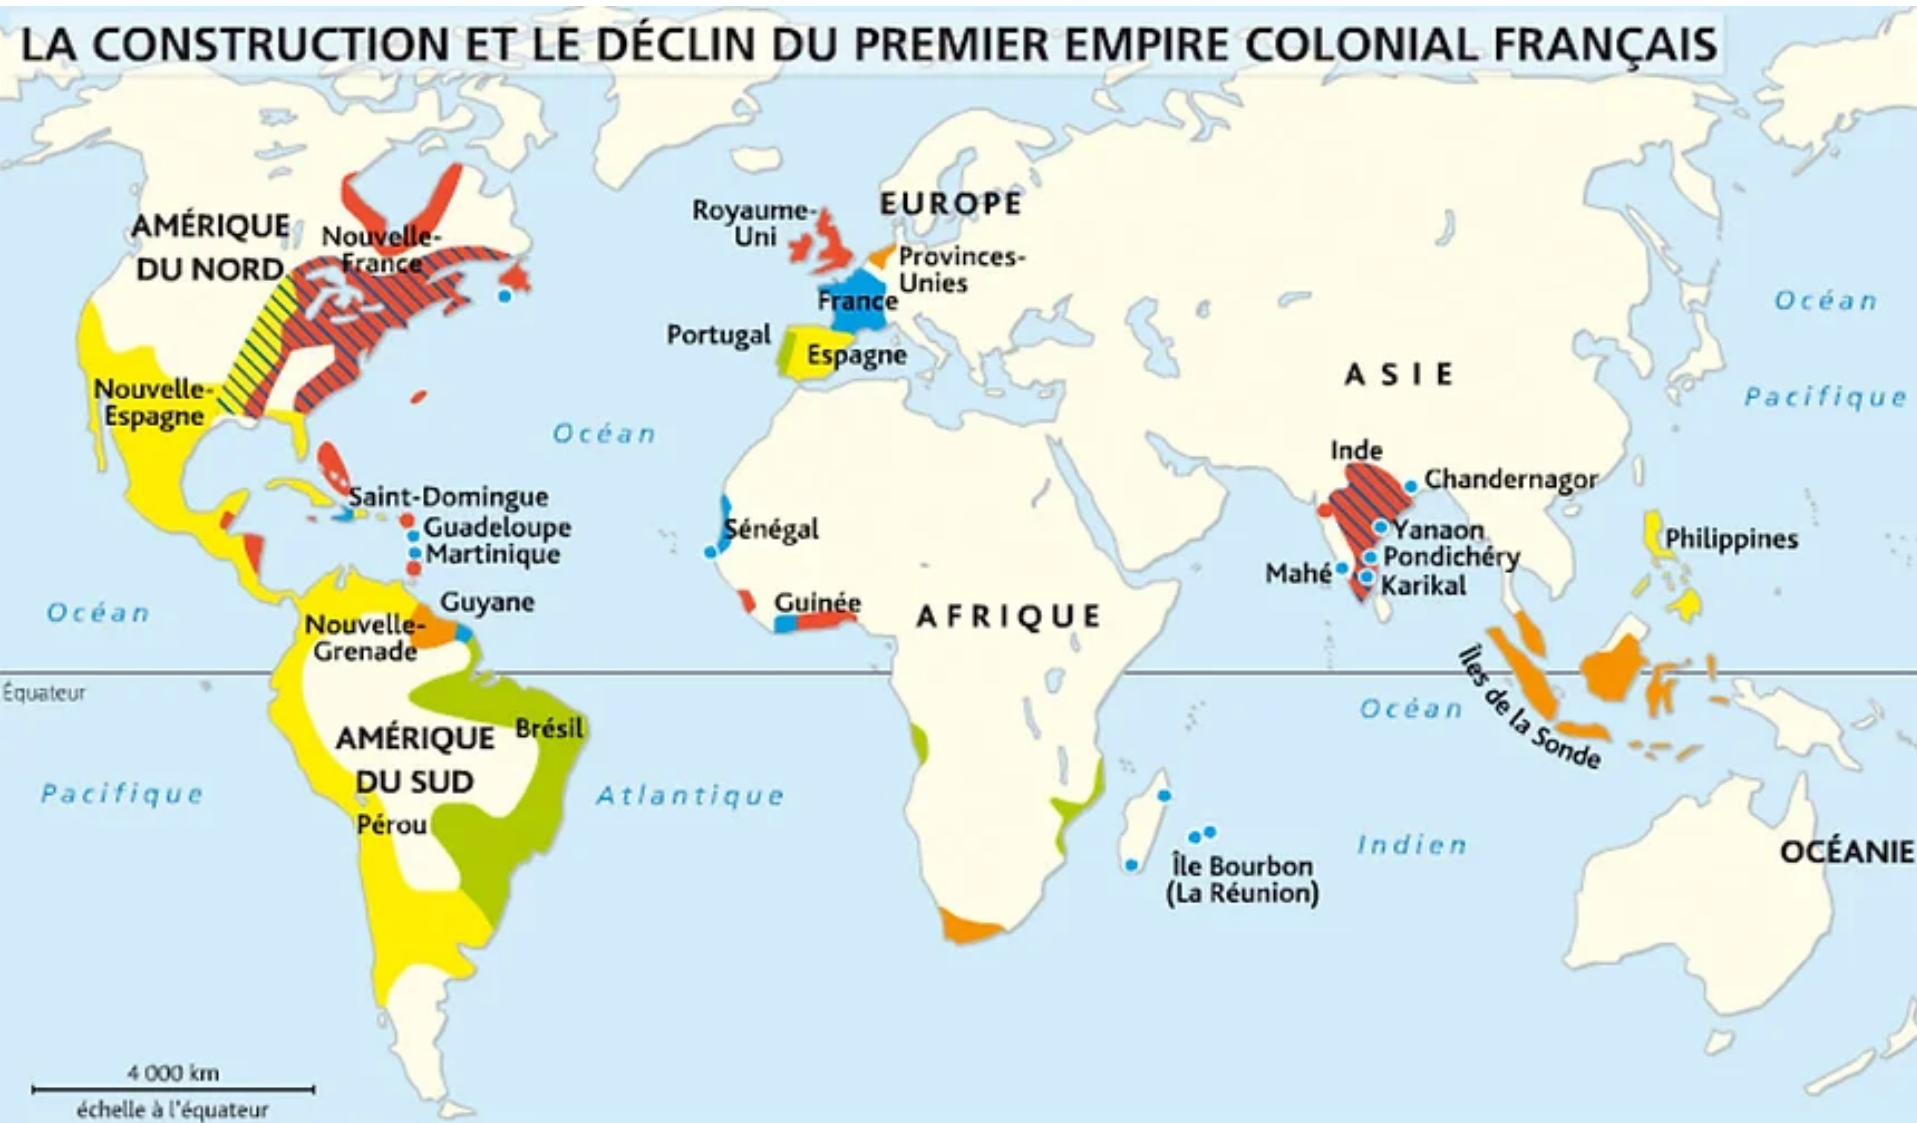 LA CONSTRUCTION ET LE DÉCLIN DU PREMIER EMPIRE COLONIAL FRANÇAIS
AMÉRIQUE
DU NORD
Nouvelle-
France
Nouvelle-
Espagne
Royaume-
Uni
EUROPE
Provinces-
Unies
France
Portugal
Espagne
ASIE
Océan
Pacifique
Océan
Inde
Chandernagor
Yanaon
Pondichéry
Mahé
Karikal
Philippines
Saint-Domingue
Guadeloupe
Martinique
Sénégal
Guinée
AFRIQUE
Océan
Guyane
Nouvelle-
Grenade
Équateur
AMÉRIQUE
DU SUD
Brésil
Pérou
Pacifique
Atlantique
Îles de la Sonde
Océan
Indien
Île Bourbon
(La Réunion)
OCÉANIE
4 000 km
échelle à l'équateur